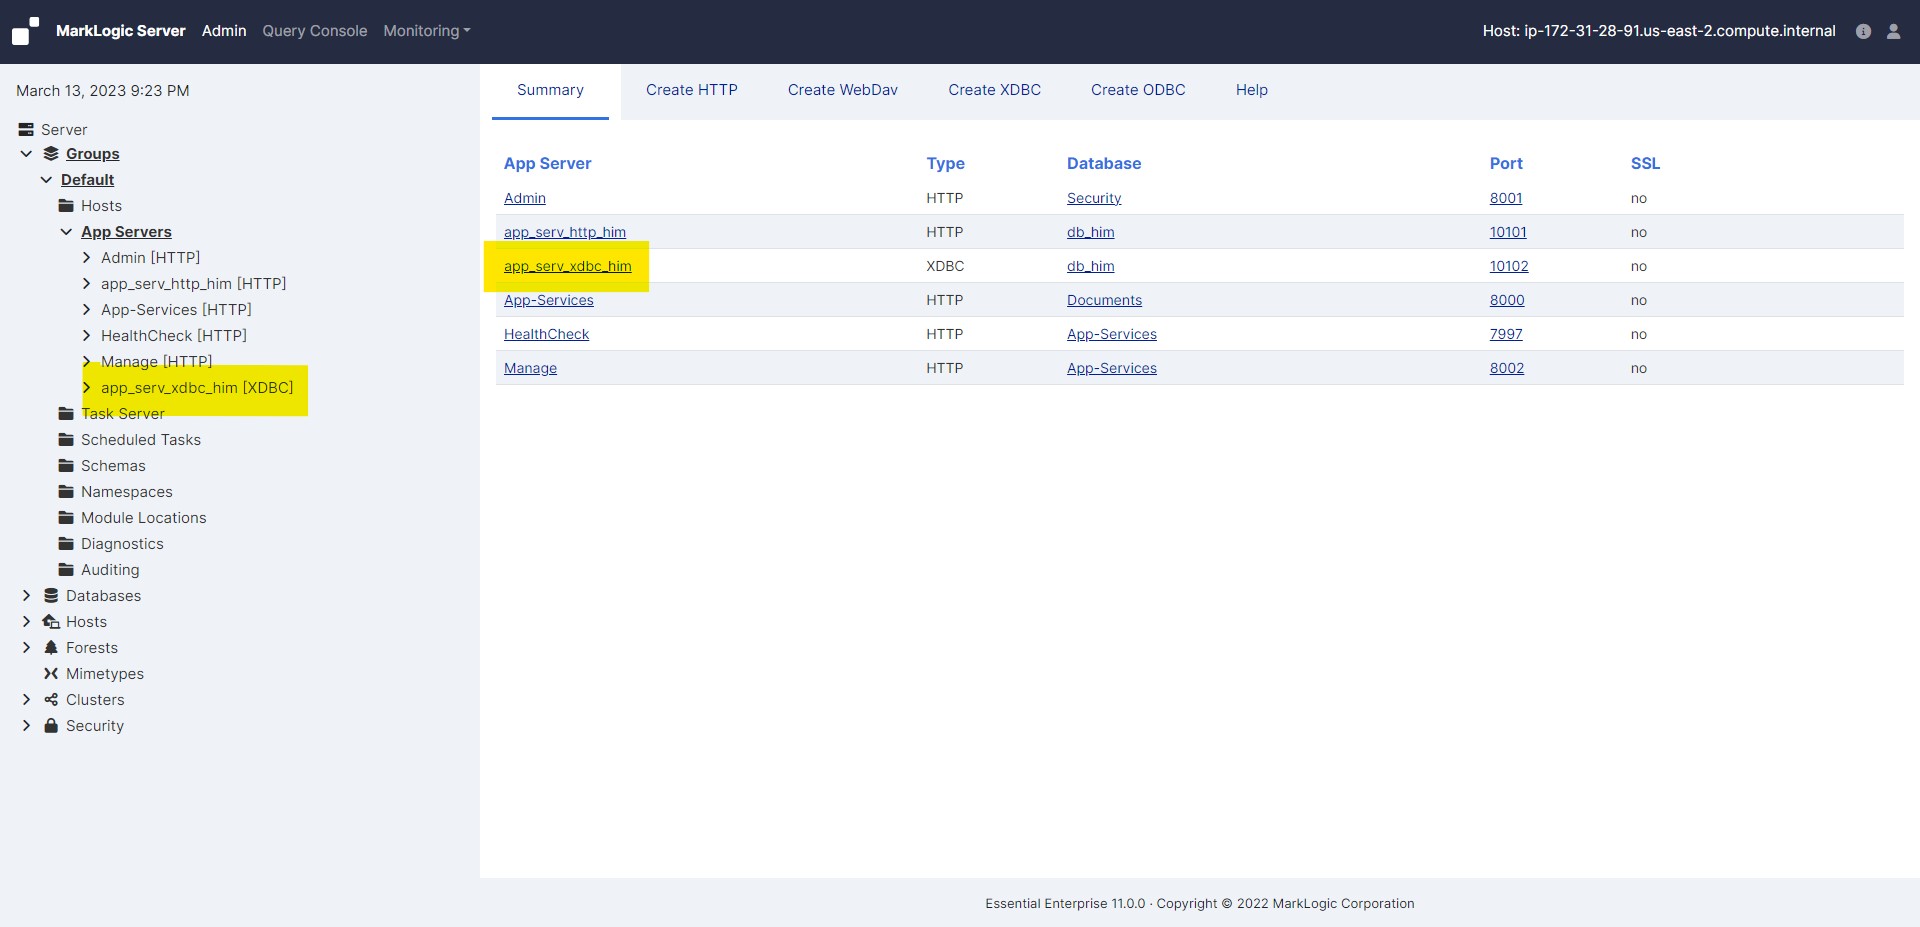 MarkLogic Server Admin Query Console Monitoring Host: ip-172-31-28-91.us-east-2.compute.internal
March 13, 2023 9:23 PM
Server
Groups
Default
Hosts
App Servers
Admin [HTTP]
app_serv_http_him [HTTP]
App-Services [HTTP]
HealthCheck [HTTP]
Manage [HTTP]
app_serv_xdbc_him [XDBC]
Task Server
Scheduled Tasks
Schemas
Namespaces
Module Locations
Diagnostics
Auditing
Databases
Hosts
Forests
Mimetypes
Clusters
Security
Summary Create HTTP Create WebDav Create XDBC Create ODBC Help
App Server Type Database Port SSL
Admin HTTP Security 8001 no
app_serv_http_him HTTP db_him 10101 no
app_serv_xdbc_him XDBC db_him 10102 no
App-Services HTTP Documents 8000 no
HealthCheck HTTP App-Services 7997 no
Manage HTTP App-Services 8002 no
Essential Enterprise 11.0.0 · Copyright © 2022 MarkLogic Corporation